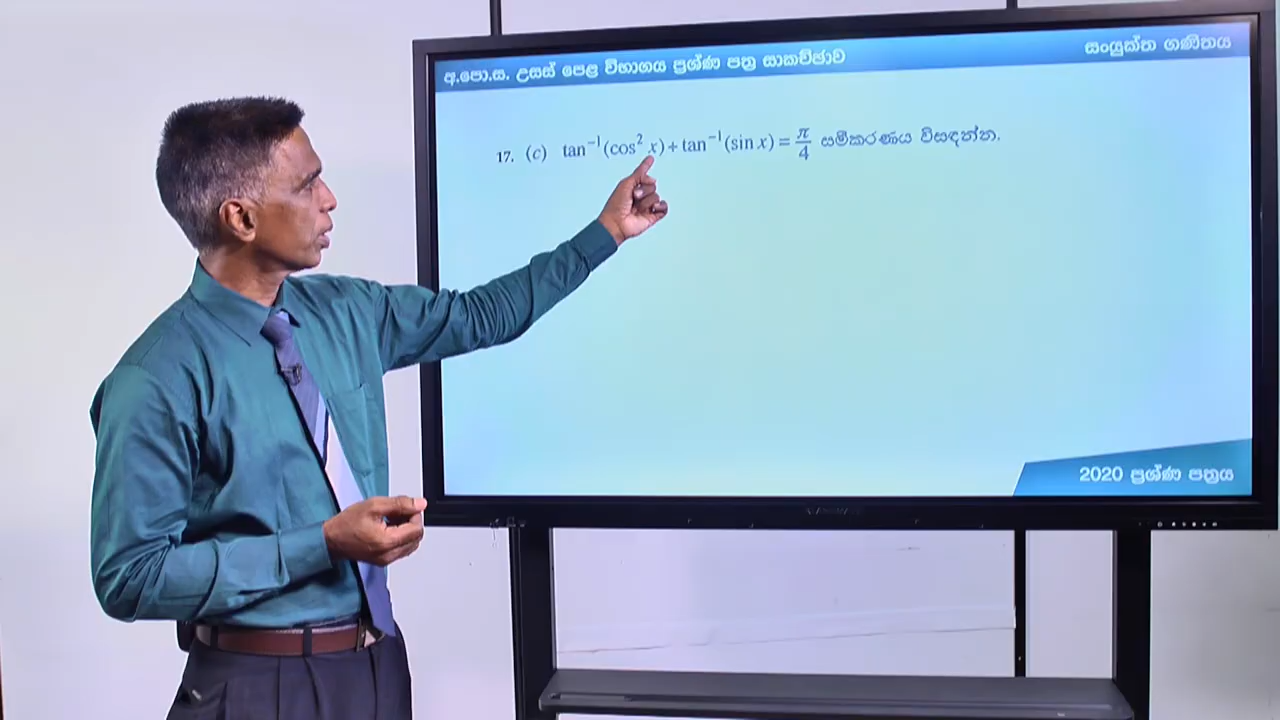 අ.පො.ස. උසස් පෙළ විභාගය ප්‍රශ්ණ පත්‍ර සාකච්ඡාව
සංයුක්ත ගණිතය
17. (c) tan⁻¹(cos² x)+tan⁻¹(sin x)=π/4 සමීකරණය විසඳන්න.
2020 ප්‍රශ්ණ පත්‍රය